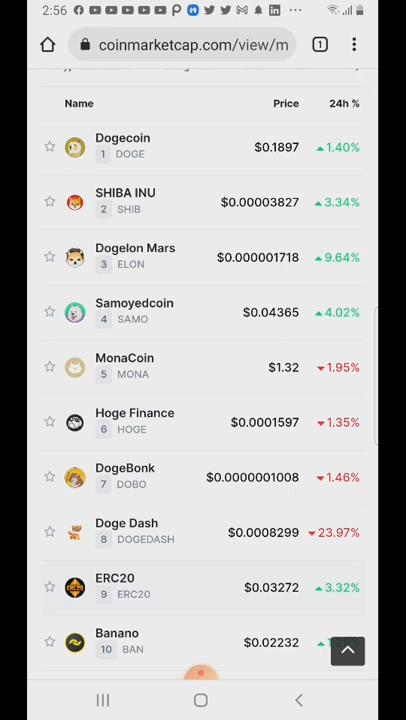 2:56
coinmarketcap.com/view/m
1
Name Price 24h %
Dogecoin
1 DOGE $0.1897 1.40%
SHIBA INU
2 SHIB $0.00003827 3.34%
Dogelon Mars
3 ELON $0.000001718 9.64%
Samoyedcoin
4 SAMO $0.04365 4.02%
MonaCoin
5 MONA $1.32 1.95%
Hoge Finance
6 HOGE $0.0001597 1.35%
DogeBonk
7 DOBO $0.0000001008 1.46%
Doge Dash
8 DOGEDASH $0.0008299 23.97%
ERC20
9 ERC20 $0.03272 3.32%
Banano
10 BAN $0.02232